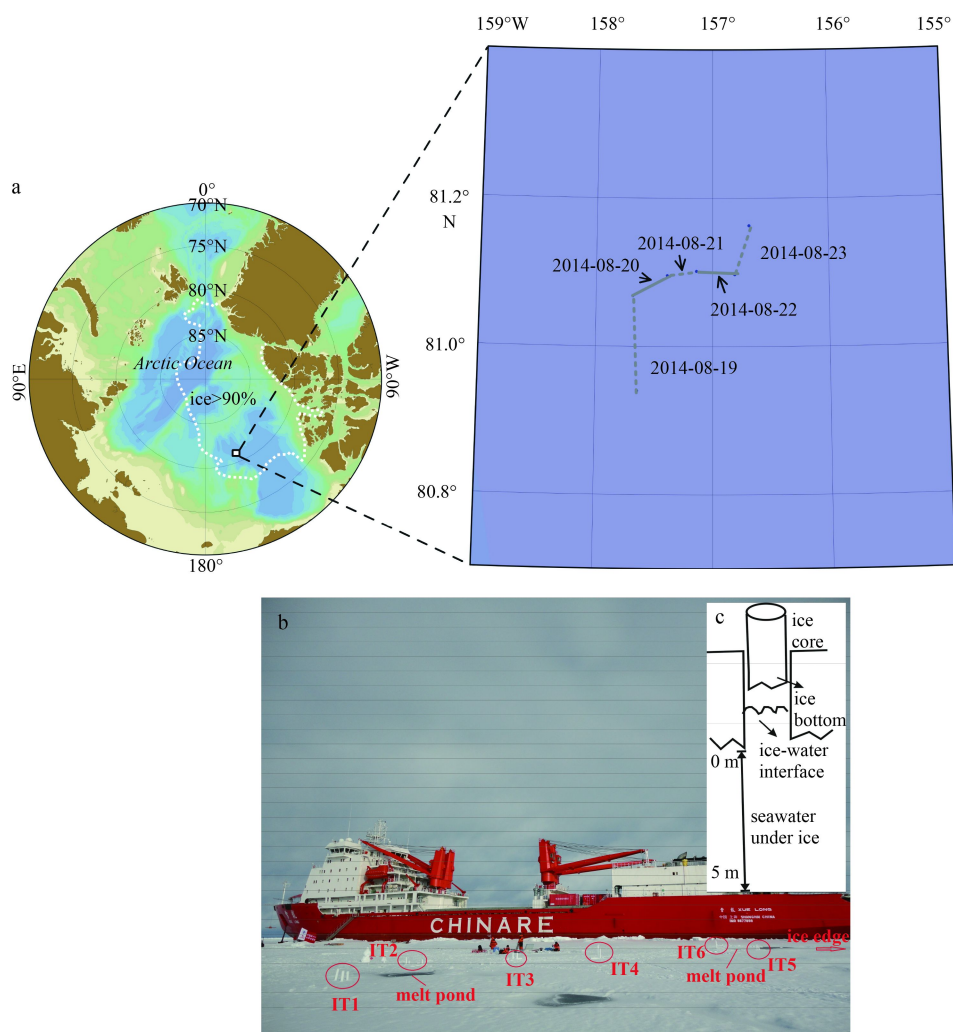 159°W
158°
157°
156°
155°
a
0°
70°N
75°N
80°N
85°N
Arctic Ocean
ice>90%
90°E
90°W
180°
81.2°
N
81.0°
80.8°
2014-08-21
2014-08-20
2014-08-23
2014-08-22
2014-08-19
b
c
ice
core
ice
bottom
ice-water
interface
0 m
seawater
under ice
5 m
XUE LONG
CHINARE
IT1
IT2
melt pond
IT3
IT4
IT6
melt pond
IT5
ice edge